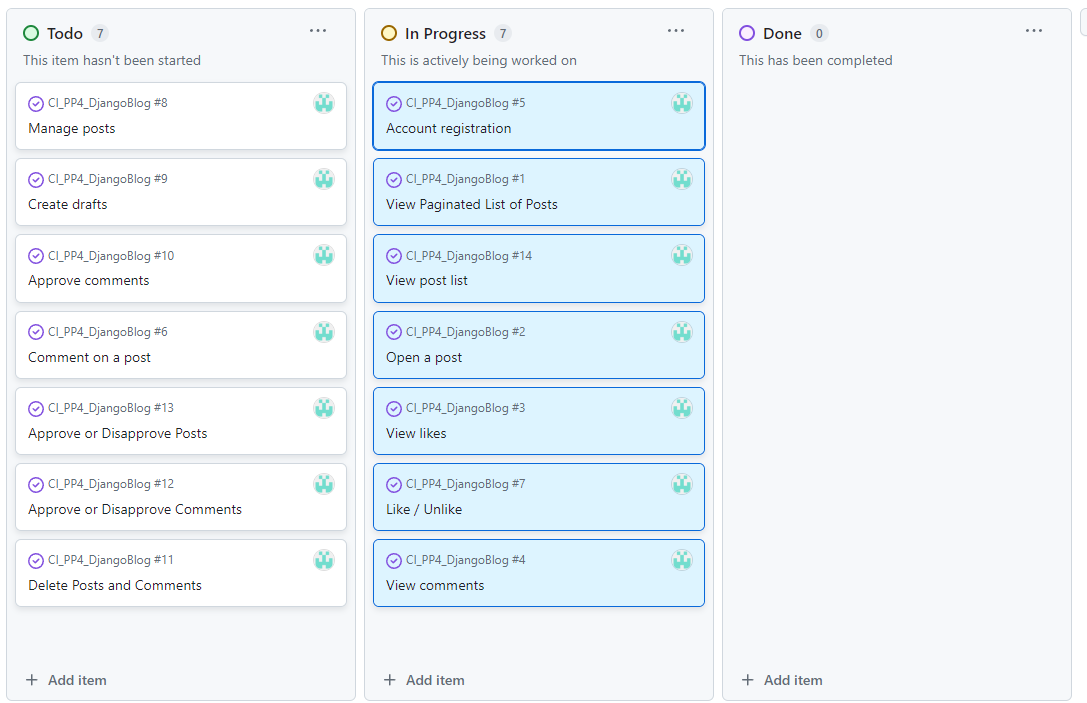 Todo 7
This item hasn't been started
CI_PP4_DjangoBlog #8
Manage posts
CI_PP4_DjangoBlog #9
Create drafts
CI_PP4_DjangoBlog #10
Approve comments
CI_PP4_DjangoBlog #6
Comment on a post
CI_PP4_DjangoBlog #13
Approve or Disapprove Posts
CI_PP4_DjangoBlog #12
Approve or Disapprove Comments
CI_PP4_DjangoBlog #11
Delete Posts and Comments
+ Add item
In Progress 7
This is actively being worked on
CI_PP4_DjangoBlog #5
Account registration
CI_PP4_DjangoBlog #1
View Paginated List of Posts
CI_PP4_DjangoBlog #14
View post list
CI_PP4_DjangoBlog #2
Open a post
CI_PP4_DjangoBlog #3
View likes
CI_PP4_DjangoBlog #7
Like / Unlike
CI_PP4_DjangoBlog #4
View comments
+ Add item
Done 0
This has been completed
+ Add item